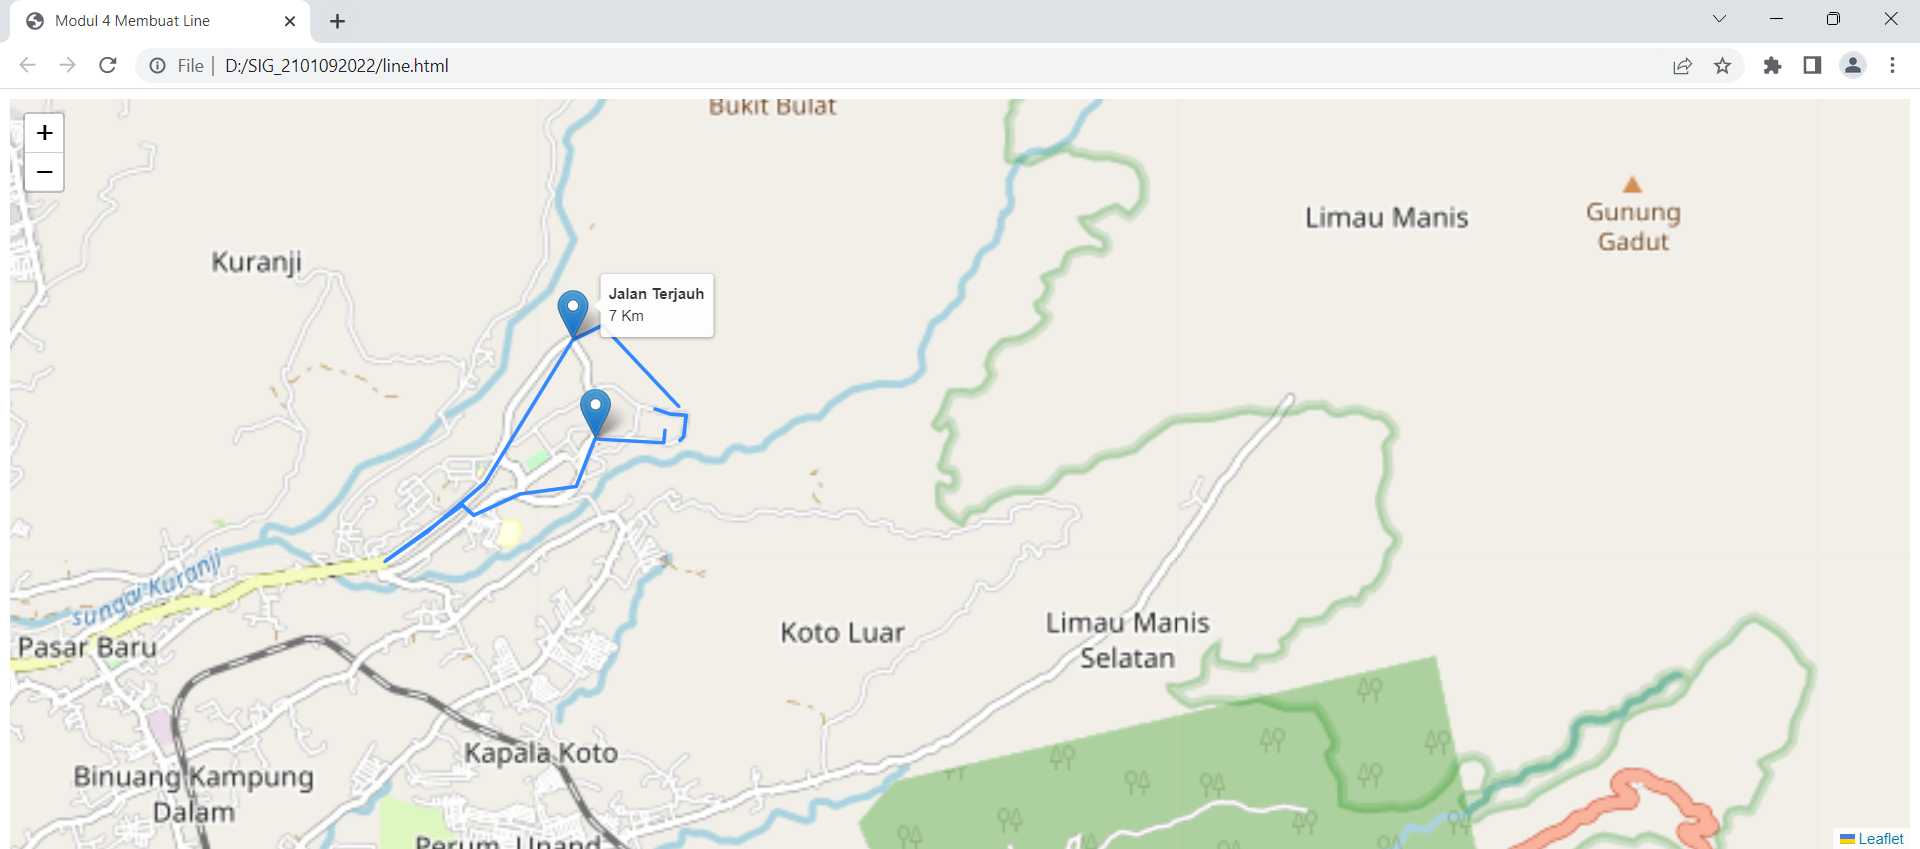 Modul 4 Membuat Line
File
D:/SIG_2101092022/line.html
+
−
Bukit Bulat
Limau Manis
Gunung
Gadut
Kuranji
Jalan Terjauh
7 Km
sungai Kuranji
Pasar Baru
Koto Luar
Limau Manis
Selatan
Kapala Koto
Binuang Kampung
Dalam
Perum. Unand
Leaflet